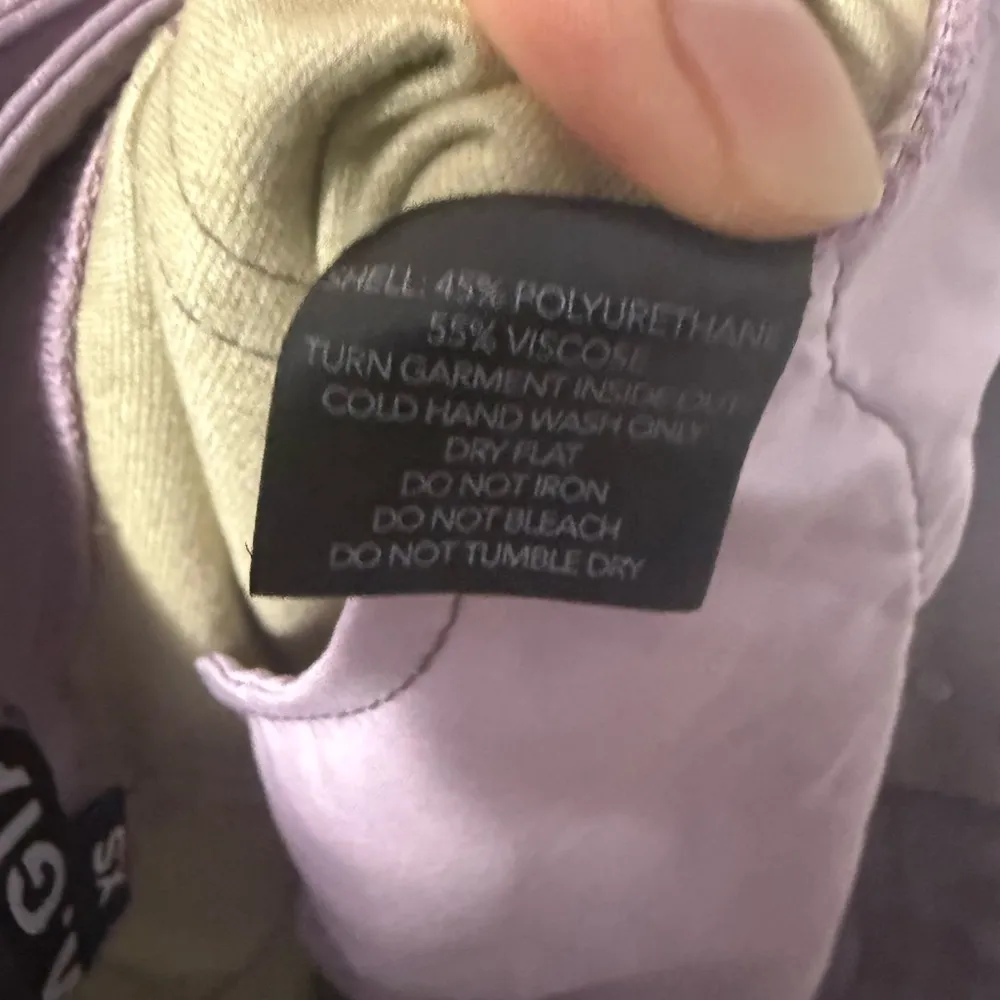 SHELL: 45% POLYURETHANE
55% VISCOSE
TURN GARMENT INSIDE OUT
COLD HAND WASH ONLY
DRY FLAT
DO NOT IRON
DO NOT BLEACH
DO NOT TUMBLE DRY
XS